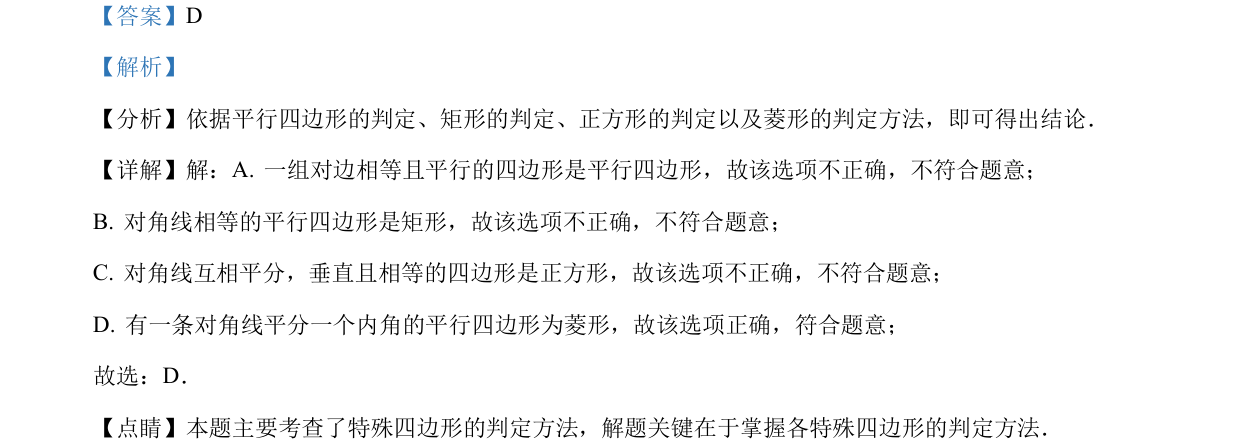 【答案】D
【解析】
【分析】依据平行四边形的判定、矩形的判定、正方形的判定以及菱形的判定方法，即可得出结论．
【详解】解：A. 一组对边相等且平行的四边形是平行四边形，故该选项不正确，不符合题意；
B. 对角线相等的平行四边形是矩形，故该选项不正确，不符合题意；
C. 对角线互相平分，垂直且相等的四边形是正方形，故该选项不正确，不符合题意；
D. 有一条对角线平分一个内角的平行四边形为菱形，故该选项正确，符合题意；
故选：D．
【点睛】本题主要考查了特殊四边形的判定方法，解题关键在于掌握各特殊四边形的判定方法．